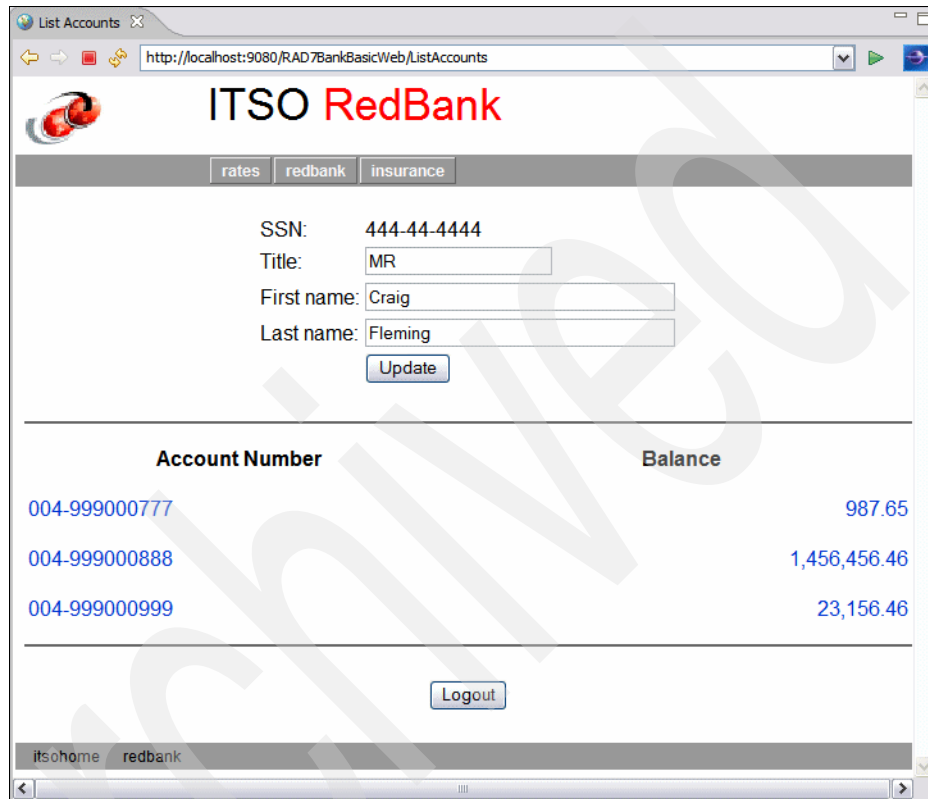 List Accounts
http://localhost:9080/RAD7BankBasicWeb/ListAccounts
ITSO RedBank
rates redbank insurance
SSN: 444-44-4444
Title: MR
First name: Craig
Last name: Fleming
Update
Account Number Balance
004-999000777 987.65
004-999000888 1,456,456.46
004-999000999 23,156.46
Logout
itsohome redbank
rchived